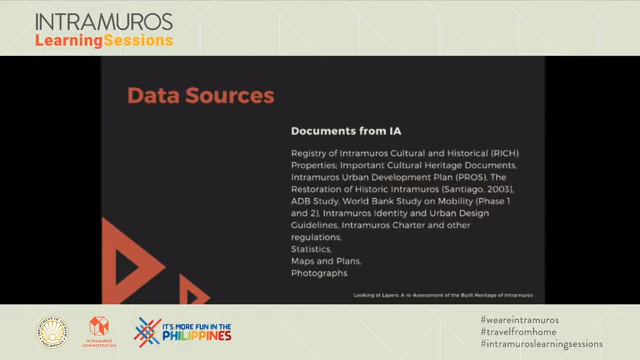 INTRAMUROS
LearningSessions
Data Sources
Documents from IA
Registry of Intramuros Cultural and Historical (RICH)
Properties; Important Cultural Heritage Documents,
Intramuros Urban Development Plan (PROS), The
Restoration of Historic Intramuros (Santiago, 2003),
ADB Study, World Bank Study on Mobility (Phase 1
and 2), Intramuros Identity and Urban Design
Guidelines, Intramuros Charter and other
regulations,
Statistics,
Maps and Plans,
Photographs
Looking at Layers: A re Assessment of the Built Heritage of Intramuros
INTRAMUROS
ADMINISTRATION
IT'S MORE FUN IN THE
PHILIPPINES
#weareintramuros
#travelfromhome
#intramuroslearningsessions